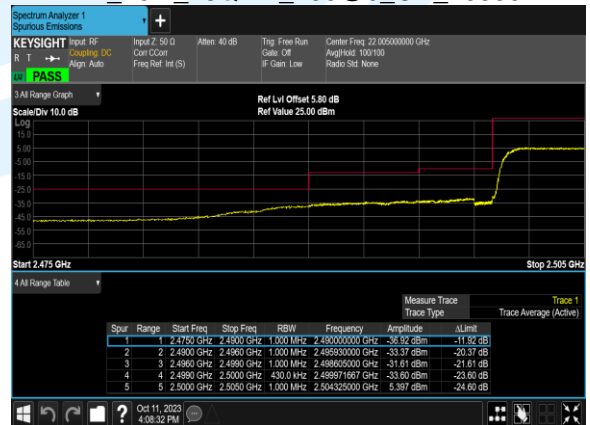 Spectrum Analyzer 1
Spurious Emissions
KEYSIGHT Input: RF Input Z: 50 Ω Atten: 40 dB Trig: Free Run Center Freq: 22.005000000 GHz
R T Coupling: DC Corr CCorr Gate: Off Avg|Hold: 100/100
Align: Auto Freq Ref: Int (S) IF Gain: Low Radio Std: None
PASS
3 All Range Graph
Ref Lvl Offset 5.80 dB
Scale/Div 10.0 dB Ref Value 25.00 dBm
Log
15.0
5.00
-5.00
-15.0
-25.0
-35.0
-45.0
-55.0
-65.0
Start 2.475 GHz Stop 2.505 GHz
4 All Range Table
Measure Trace Trace 1
Trace Type Trace Average (Active)
Spur Range Start Freq Stop Freq RBW Frequency Amplitude ΔLimit
1 1 2.4750 GHz 2.4900 GHz 1.000 MHz 2.490000000 GHz -36.92 dBm -11.92 dB
2 2 2.4900 GHz 2.4960 GHz 1.000 MHz 2.495930000 GHz -33.37 dBm -20.37 dB
3 3 2.4960 GHz 2.4990 GHz 1.000 MHz 2.498605000 GHz -31.61 dBm -21.61 dB
4 4 2.4990 GHz 2.5000 GHz 430.0 kHz 2.499971667 GHz -33.60 dBm -23.60 dB
5 5 2.5000 GHz 2.5050 GHz 1.000 MHz 2.504325000 GHz 5.397 dBm -24.60 dB
Oct 11, 2023
4:08:32 PM